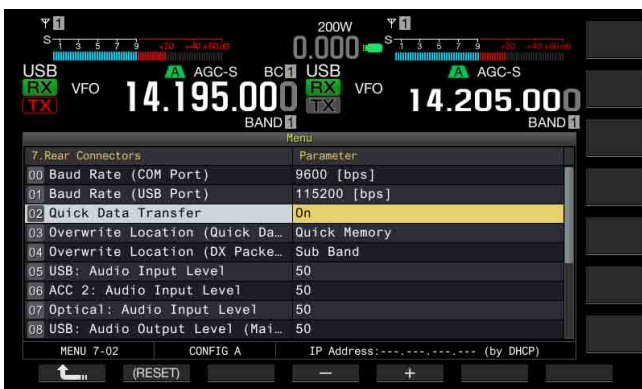 1 200W 1
S 1 3 5 7 9 +20 +40 +60dB 0.000 S 1 3 5 7 9 +20 +40 +60dB
USB A AGC-S BC 1 USB A AGC-S
RX TX VFO 14.195.000 RX TX VFO 14.205.000
BAND 1 BAND 1
Menu
7.Rear Connectors Parameter
00 Baud Rate (COM Port) 9600 [bps]
01 Baud Rate (USB Port) 115200 [bps]
02 Quick Data Transfer On
03 Overwrite Location (Quick Da... Quick Memory
04 Overwrite Location (DX Packe... Sub Band
05 USB: Audio Input Level 50
06 ACC 2: Audio Input Level 50
07 Optical: Audio Input Level 50
08 USB: Audio Output Level (Mai... 50
MENU 7-02 CONFIG A IP Address:---.---.---.--- (by DHCP)
(RESET) − +